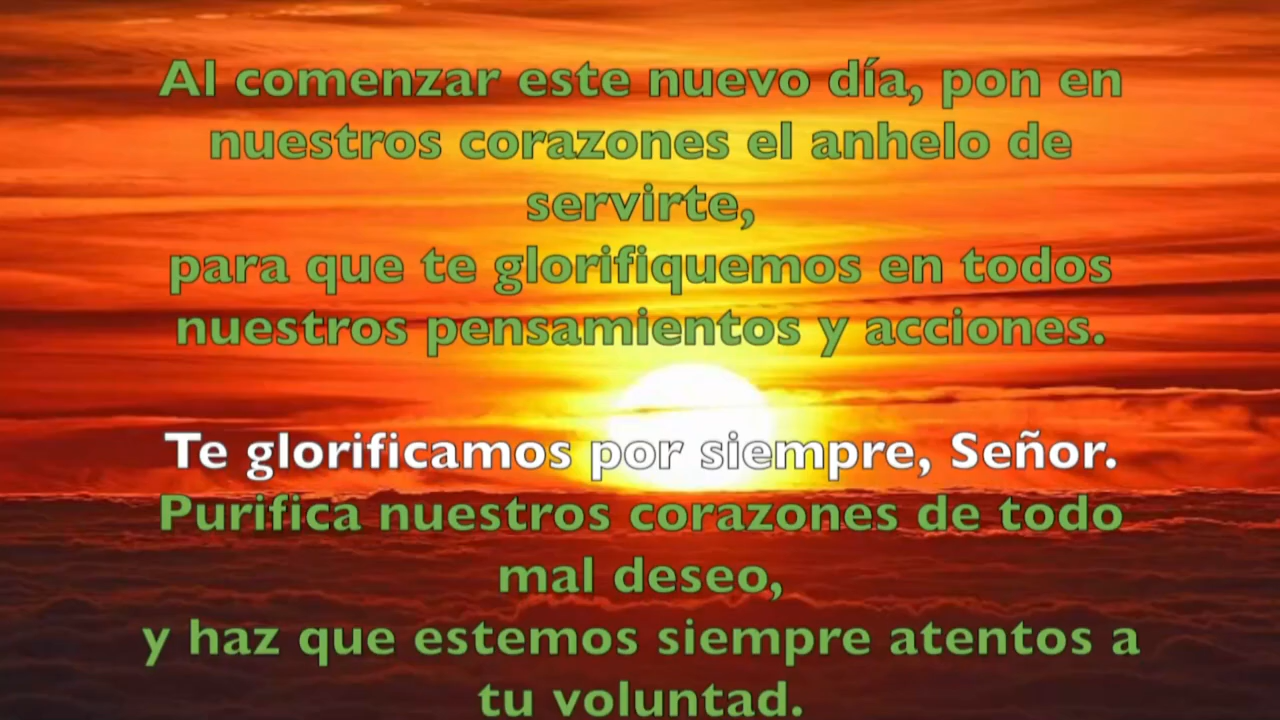 Al comenzar este nuevo día, pon en
nuestros corazones el anhelo de
servirte,
para que te glorifiquemos en todos
nuestros pensamientos y acciones.
Te glorificamos por siempre, Señor.
Purifica nuestros corazones de todo
mal deseo,
y haz que estemos siempre atentos a
tu voluntad.